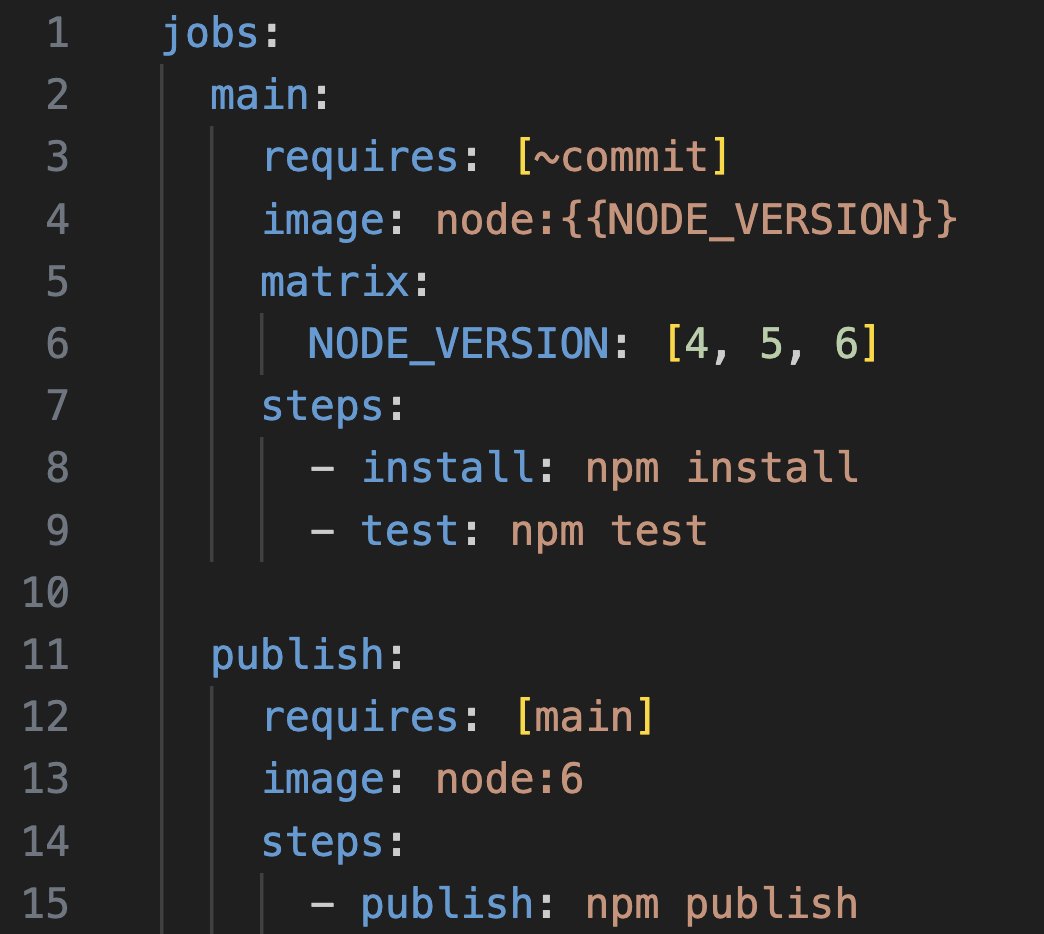 1 jobs:
2   main:
3     requires: [~commit]
4     image: node:{{NODE_VERSION}}
5     matrix:
6       NODE_VERSION: [4, 5, 6]
7     steps:
8       - install: npm install
9       - test: npm test
10
11   publish:
12     requires: [main]
13     image: node:6
14     steps:
15       - publish: npm publish